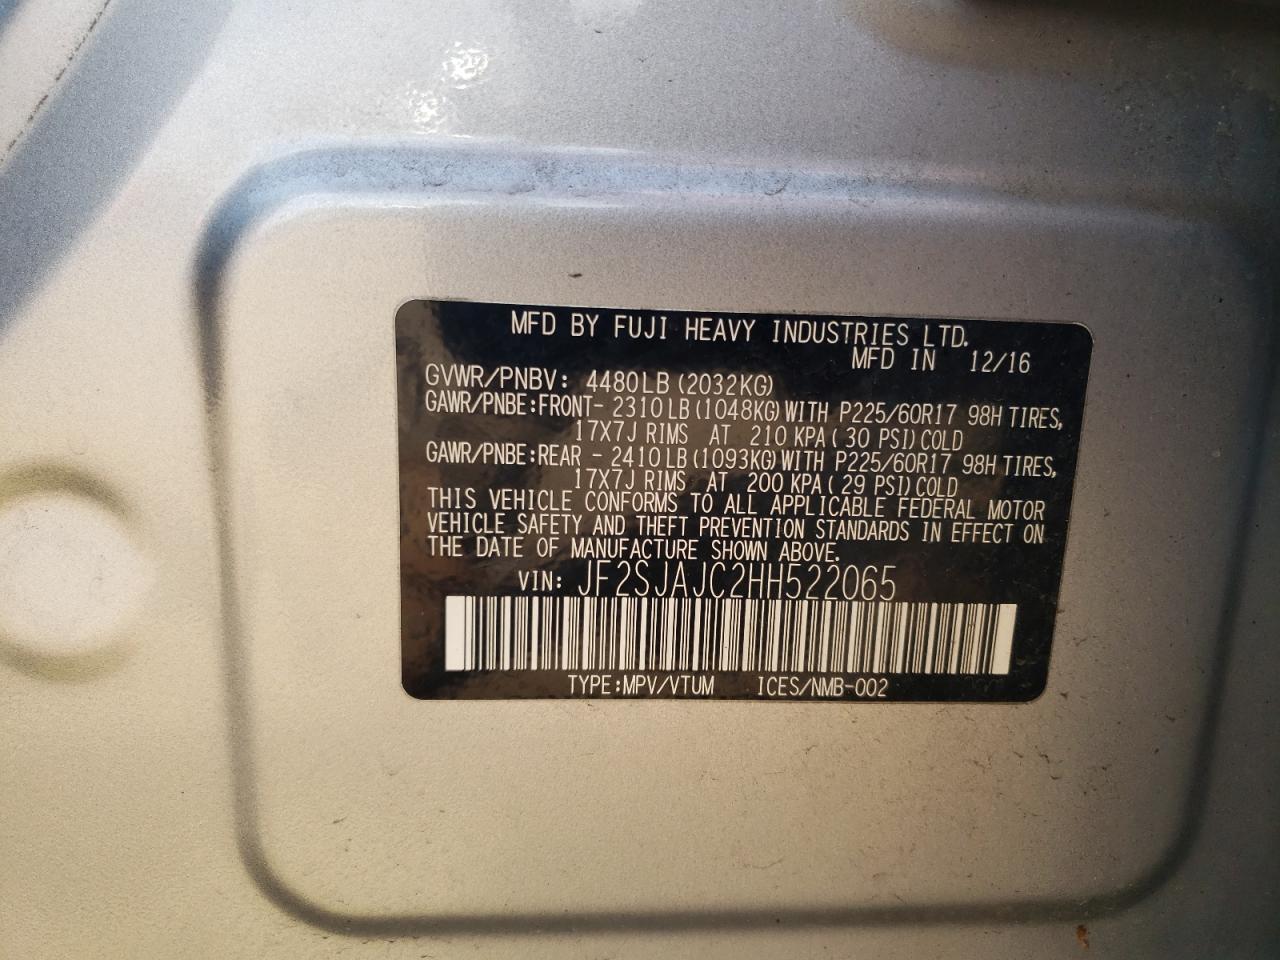 MFD BY FUJI HEAVY INDUSTRIES LTD.
MFD IN 12/16
GVWR/PNBV: 4480LB (2032KG)
GAWR/PNBE:FRONT- 2310LB(1048KG)WITH P225/60R17 98H TIRES,
17X7J RIMS AT 210 KPA(30 PSI)COLD
GAWR/PNBE:REAR - 2410LB(1093KG)WITH P225/60R17 98H TIRES,
17X7J RIMS AT 200 KPA(29 PSI)COLD
THIS VEHICLE CONFORMS TO ALL APPLICABLE FEDERAL MOTOR
VEHICLE SAFETY AND THEFT PREVENTION STANDARDS IN EFFECT ON
THE DATE OF MANUFACTURE SHOWN ABOVE.
VIN: JF2SJAJC2HH522065
TYPE:MPV/VTUM ICES/NMB-002